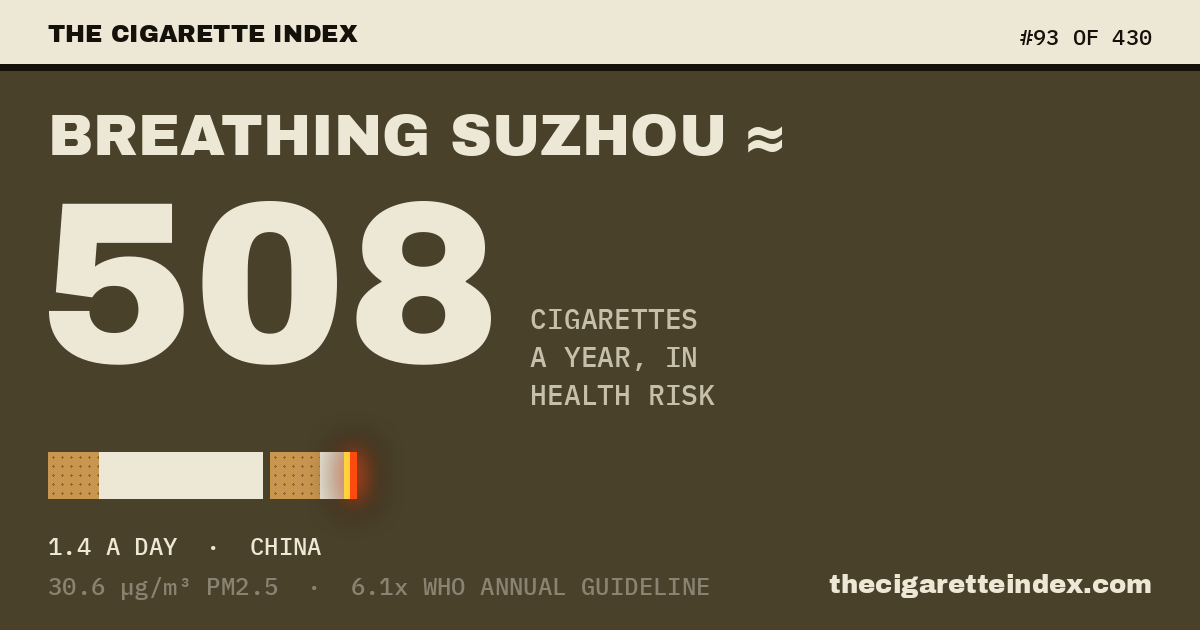 THE CIGARETTE INDEX
#93 OF 430
BREATHING SUZHOU ≈
508
CIGARETTES
A YEAR, IN
HEALTH RISK
1.4 A DAY · CHINA
30.6 µg/m³ PM2.5 · 6.1x WHO ANNUAL GUIDELINE
thecigaretteindex.com